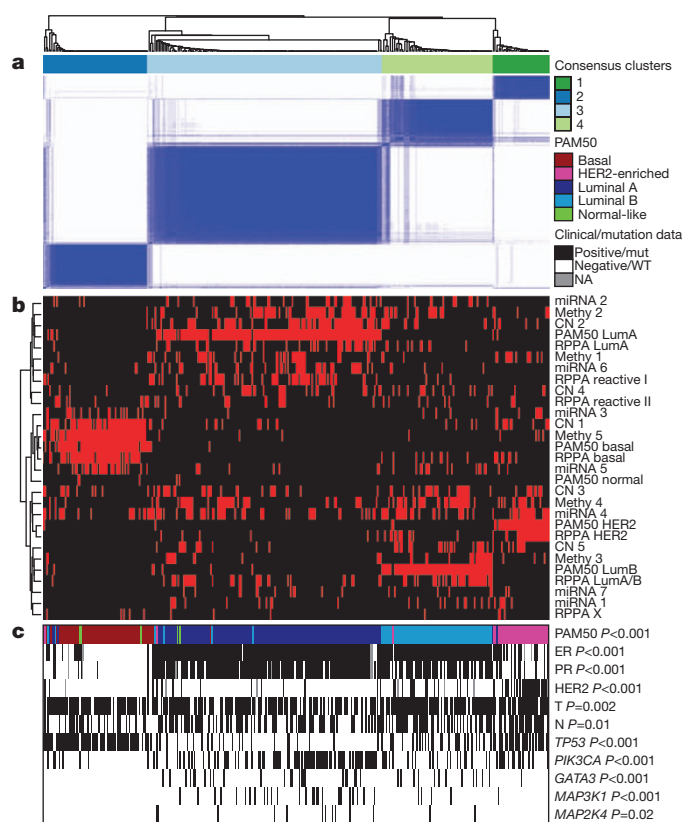 a
Consensus clusters
1
2
3
4
PAM50
Basal
HER2-enriched
Luminal A
Luminal B
Normal-like
Clinical/mutation data
Positive/mut
Negative/WT
NA
b
miRNA 2
Methy 2
CN 2
PAM50 LumA
RPPA LumA
Methy 1
miRNA 6
RPPA reactive I
CN 4
RPPA reactive II
miRNA 3
CN 1
Methy 5
PAM50 basal
RPPA basal
miRNA 5
PAM50 normal
CN 3
Methy 4
miRNA 4
PAM50 HER2
RPPA HER2
CN 5
Methy 3
PAM50 LumB
RPPA LumA/B
miRNA 7
miRNA 1
RPPA X
c
PAM50 P<0.001
ER P<0.001
PR P<0.001
HER2 P<0.001
T P=0.002
N P=0.01
TP53 P<0.001
PIK3CA P<0.001
GATA3 P<0.001
MAP3K1 P<0.001
MAP2K4 P=0.02